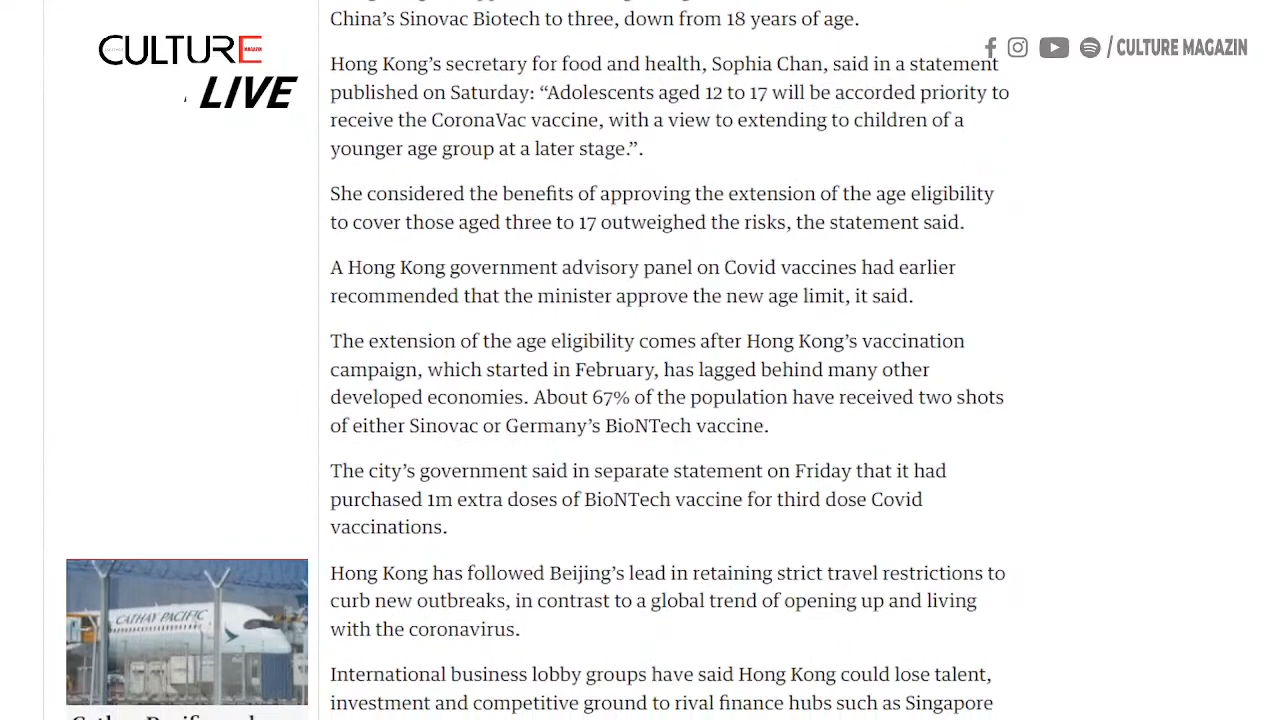 China’s Sinovac Biotech to three, down from 18 years of age.
CULTURE
MAGAZIN
LIVE
/ CULTURE MAGAZIN
Hong Kong’s secretary for food and health, Sophia Chan, said in a statement
published on Saturday: “Adolescents aged 12 to 17 will be accorded priority to
receive the CoronaVac vaccine, with a view to extending to children of a
younger age group at a later stage.”.
She considered the benefits of approving the extension of the age eligibility
to cover those aged three to 17 outweighed the risks, the statement said.
A Hong Kong government advisory panel on Covid vaccines had earlier
recommended that the minister approve the new age limit, it said.
The extension of the age eligibility comes after Hong Kong’s vaccination
campaign, which started in February, has lagged behind many other
developed economies. About 67% of the population have received two shots
of either Sinovac or Germany’s BioNTech vaccine.
The city’s government said in separate statement on Friday that it had
purchased 1m extra doses of BioNTech vaccine for third dose Covid
vaccinations.
Hong Kong has followed Beijing’s lead in retaining strict travel restrictions to
curb new outbreaks, in contrast to a global trend of opening up and living
with the coronavirus.
CATHAY PACIFIC
International business lobby groups have said Hong Kong could lose talent,
investment and competitive ground to rival finance hubs such as Singapore